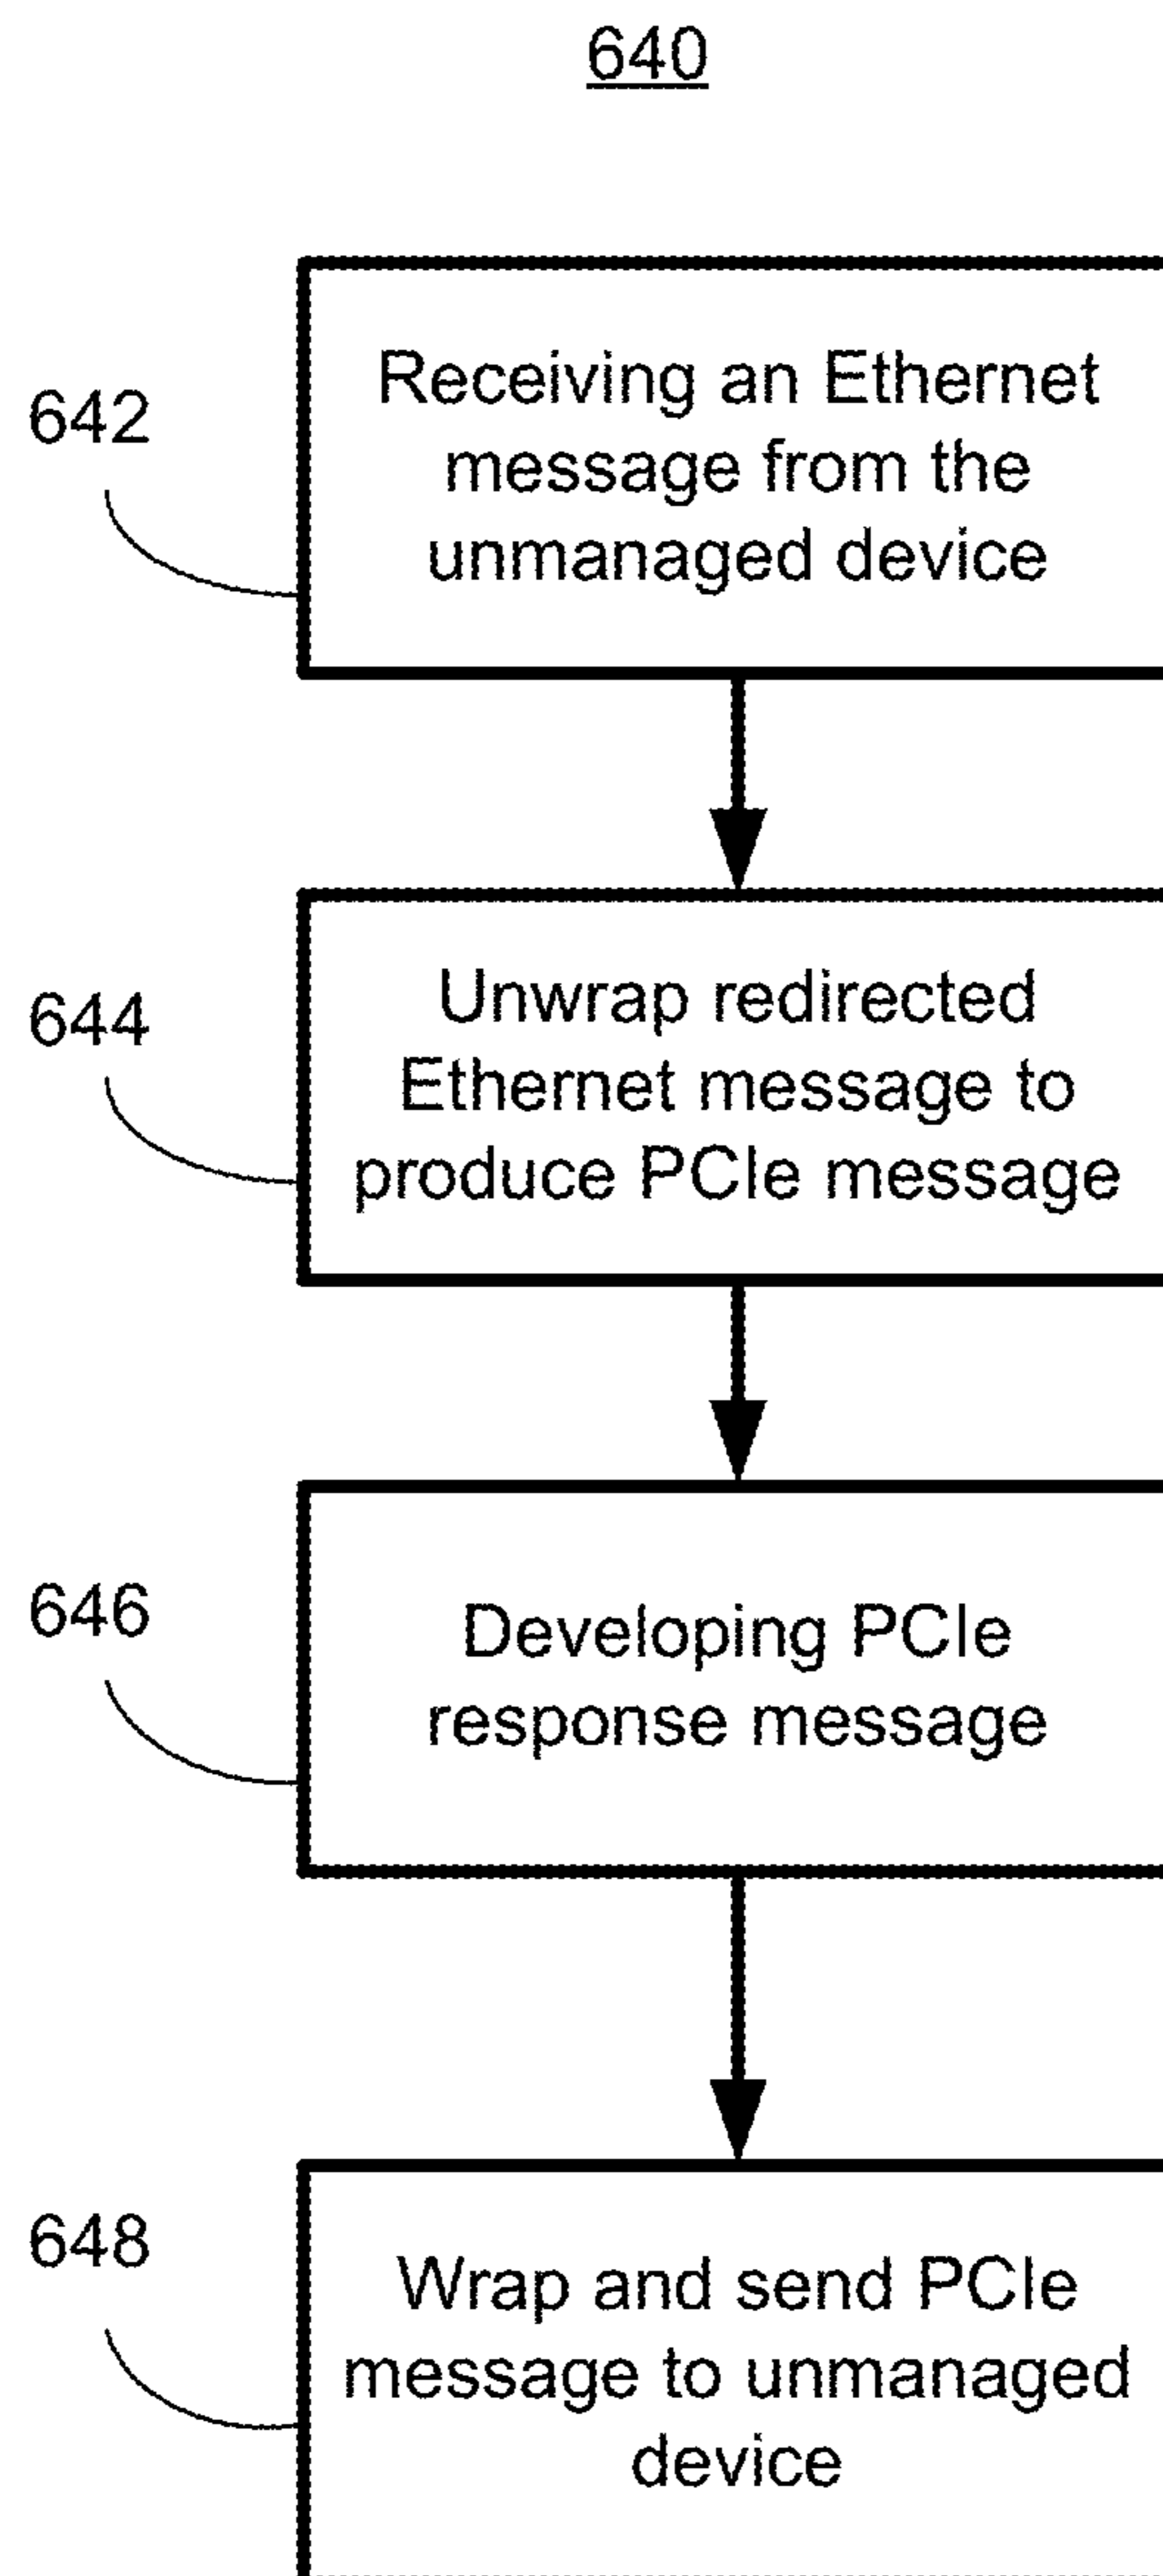 640
642
Receiving an Ethernet
message from the
unmanaged device
644
Unwrap redirected
Ethernet message to
produce PCIe message
646
Developing PCIe
response message
648
Wrap and send PCIe
message to unmanaged
device